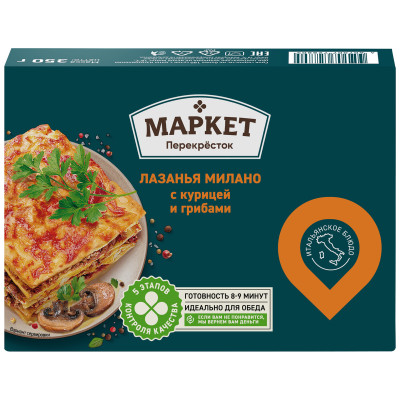 350 г
МАРКЕТ
Перекрёсток
ЛАЗАНЬЯ МИЛАНО
с курицей
и грибами
ИТАЛЬЯНСКОЕ БЛЮДО
5 ЭТАПОВ
КОНТРОЛЯ КАЧЕСТВА
ГОТОВНОСТЬ 8-9 МИНУТ
ИДЕАЛЬНО ДЛЯ ОБЕДА
ЕСЛИ ВАМ НЕ ПОНРАВИТСЯ,
МЫ ВЕРНЕМ ВАМ ДЕНЬГИ